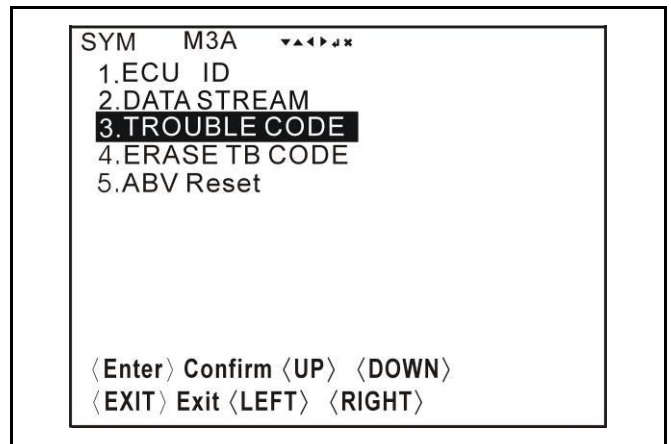 SYM M3A ▼▲◀▶↲✖
1.ECU ID
2.DATA STREAM
3.TROUBLE CODE
4.ERASE TB CODE
5.ABV Reset
〈Enter〉 Confirm 〈UP〉 〈DOWN〉
〈EXIT〉 Exit 〈LEFT〉 〈RIGHT〉